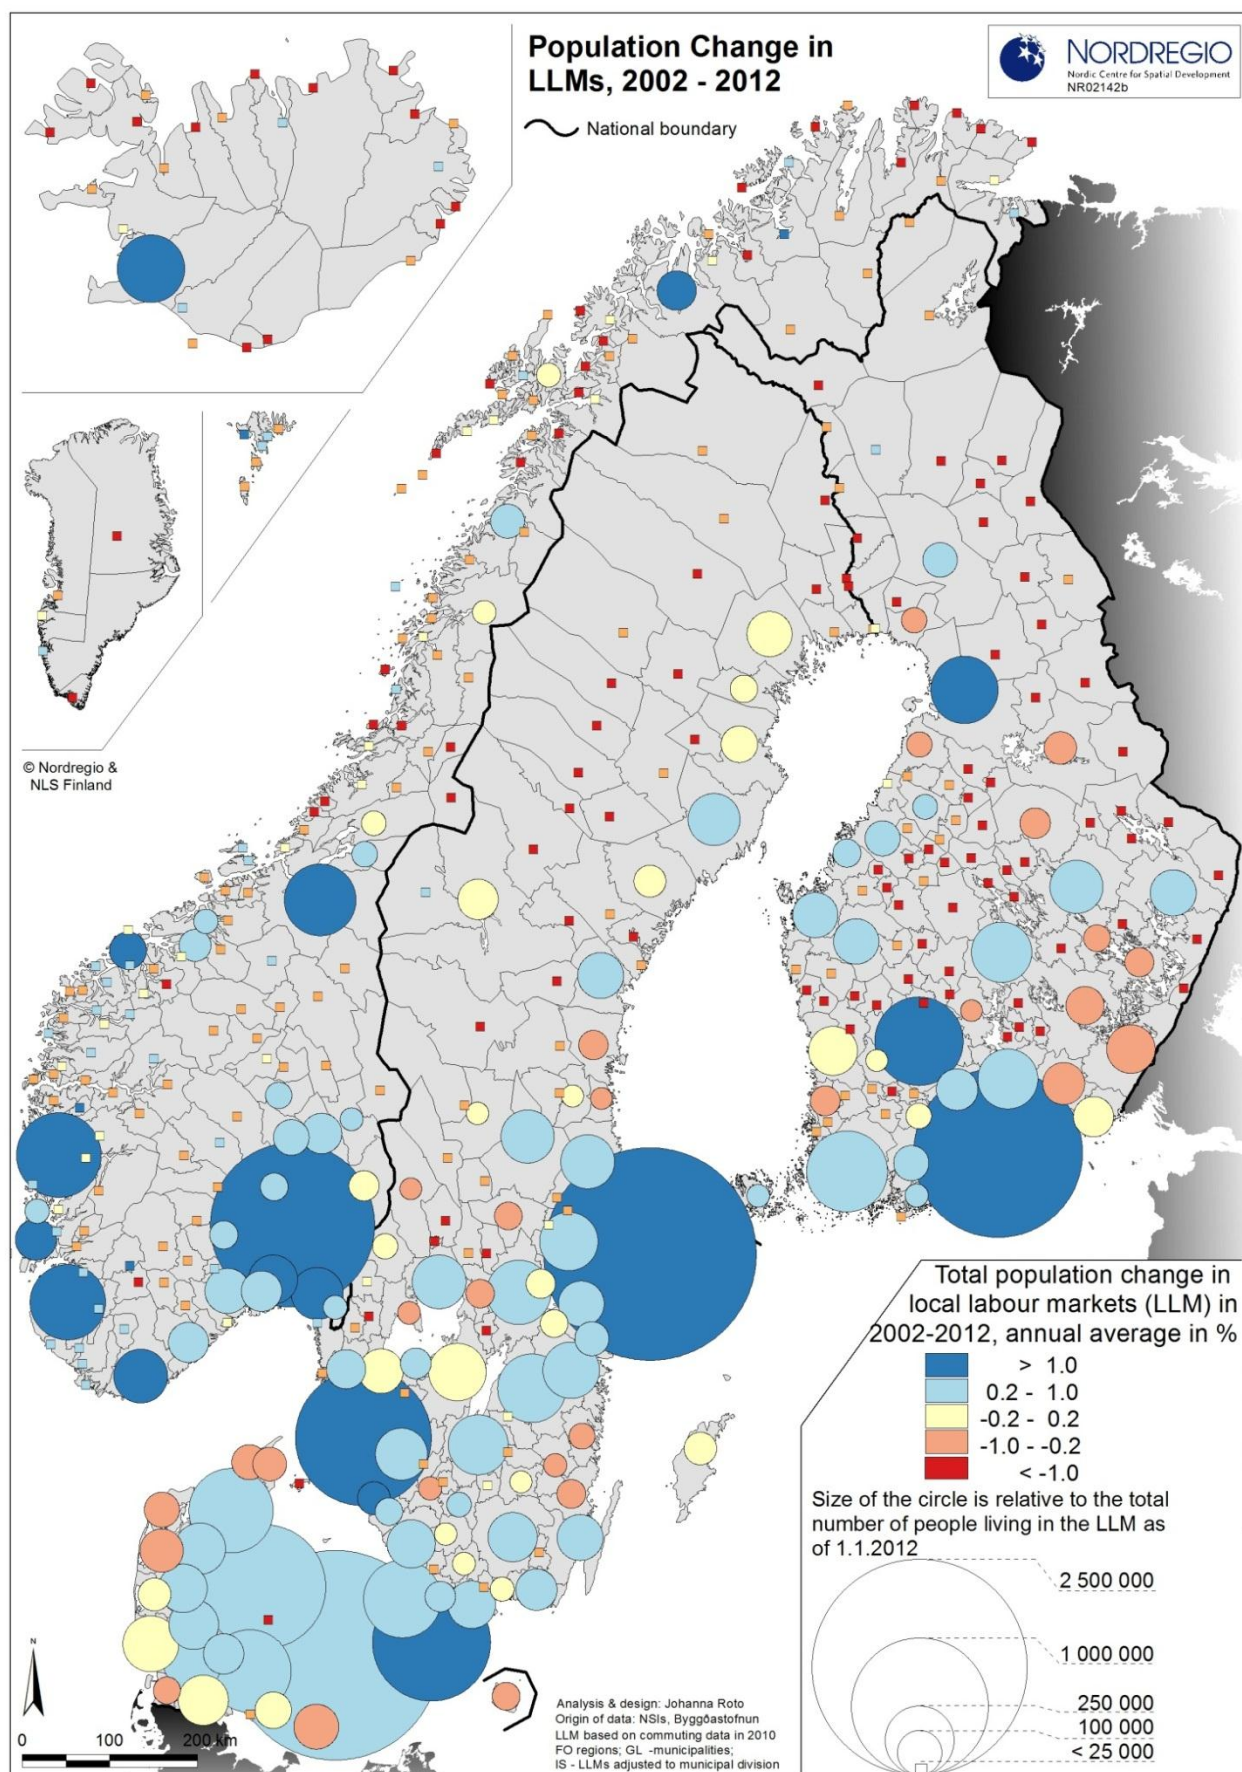 Population Change in
LLMs, 2002 - 2012
National boundary
NORDREGIO
Nordic Centre for Spatial Development
NR02142b
© Nordregio &
NLS Finland
Total population change in
local labour markets (LLM) in
2002-2012, annual average in %
> 1.0
0.2 - 1.0
-0.2 - 0.2
-1.0 - -0.2
< -1.0
Size of the circle is relative to the total
number of people living in the LLM as
of 1.1.2012
2 500 000
1 000 000
250 000
100 000
< 25 000
N
0 100 200 km
Analysis & design: Johanna Roto
Origin of data: NSIs, Byggðastofnun
LLM based on commuting data in 2010
FO regions; GL -municipalities;
IS - LLMs adjusted to municipal division